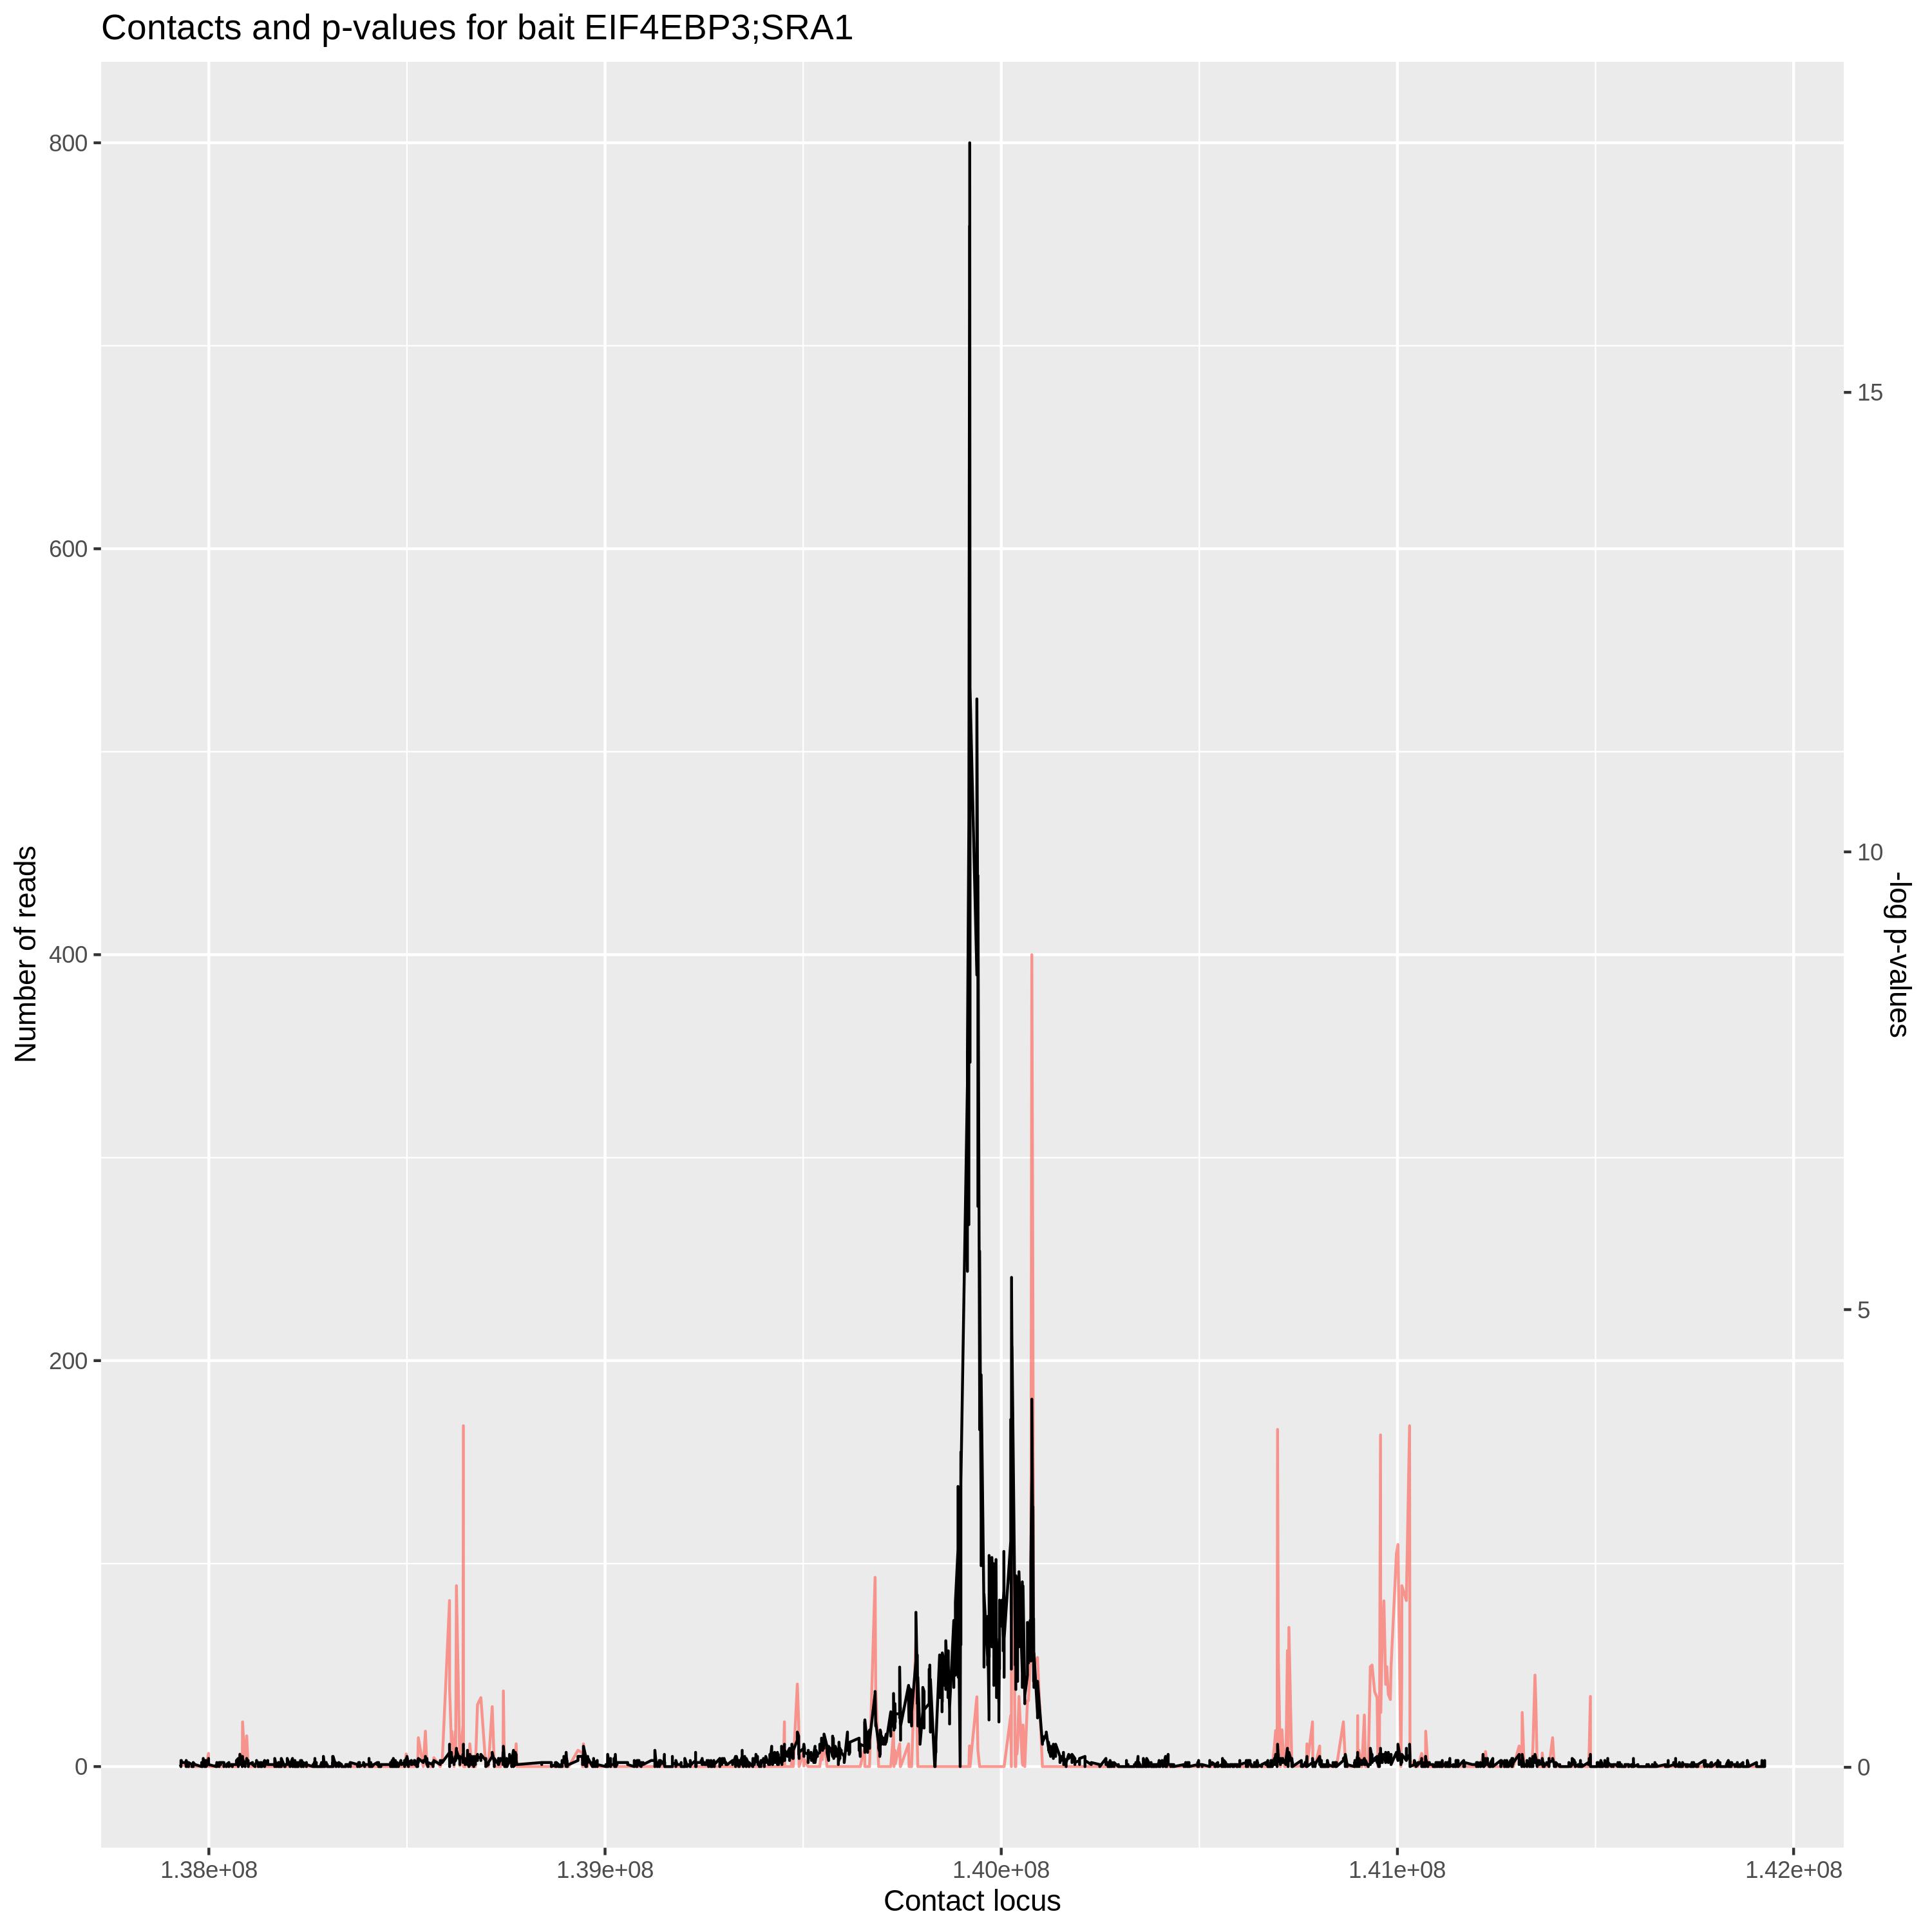 Contacts and p-values for bait EIF4EBP3;SRA1
800
600
400
200
0
Number of reads
15
10
5
0
-log p-values
1.38e+08
1.39e+08
1.40e+08
1.41e+08
1.42e+08
Contact locus